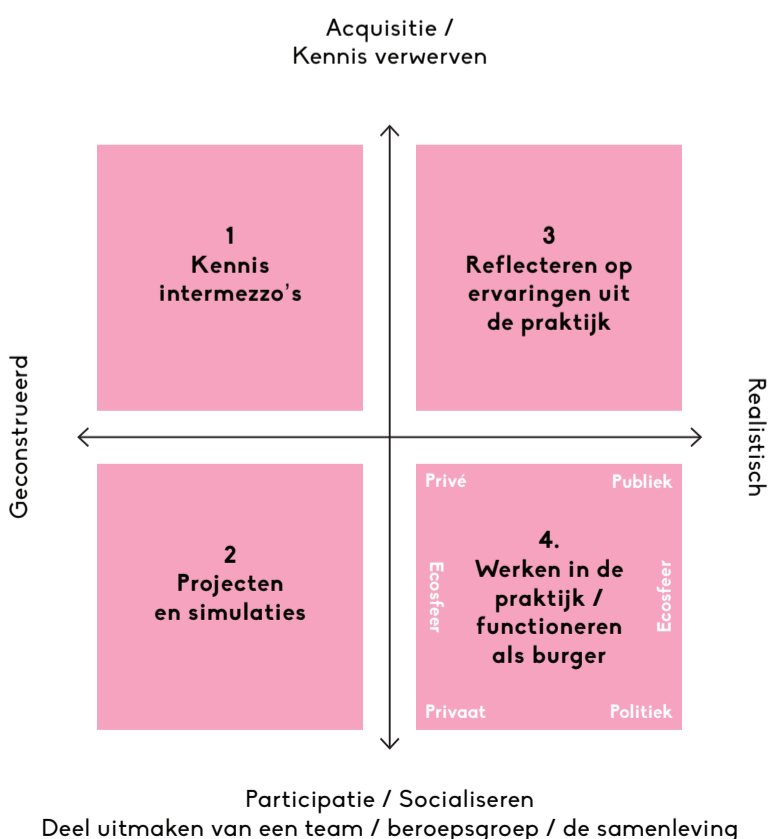 Acquisitie /
Kennis verwerven
1
Kennis
intermezzo's
3
Reflecteren op
ervaringen uit
de praktijk
Geconstrueerd
Realistisch
2
Projecten
en simulaties
Privé
Publiek
Ecosfeer
4.
Werken in de
praktijk /
functioneren
als burger
Ecosfeer
Privaat
Politiek
Participatie / Socialiseren
Deel uitmaken van een team / beroepsgroep / de samenleving